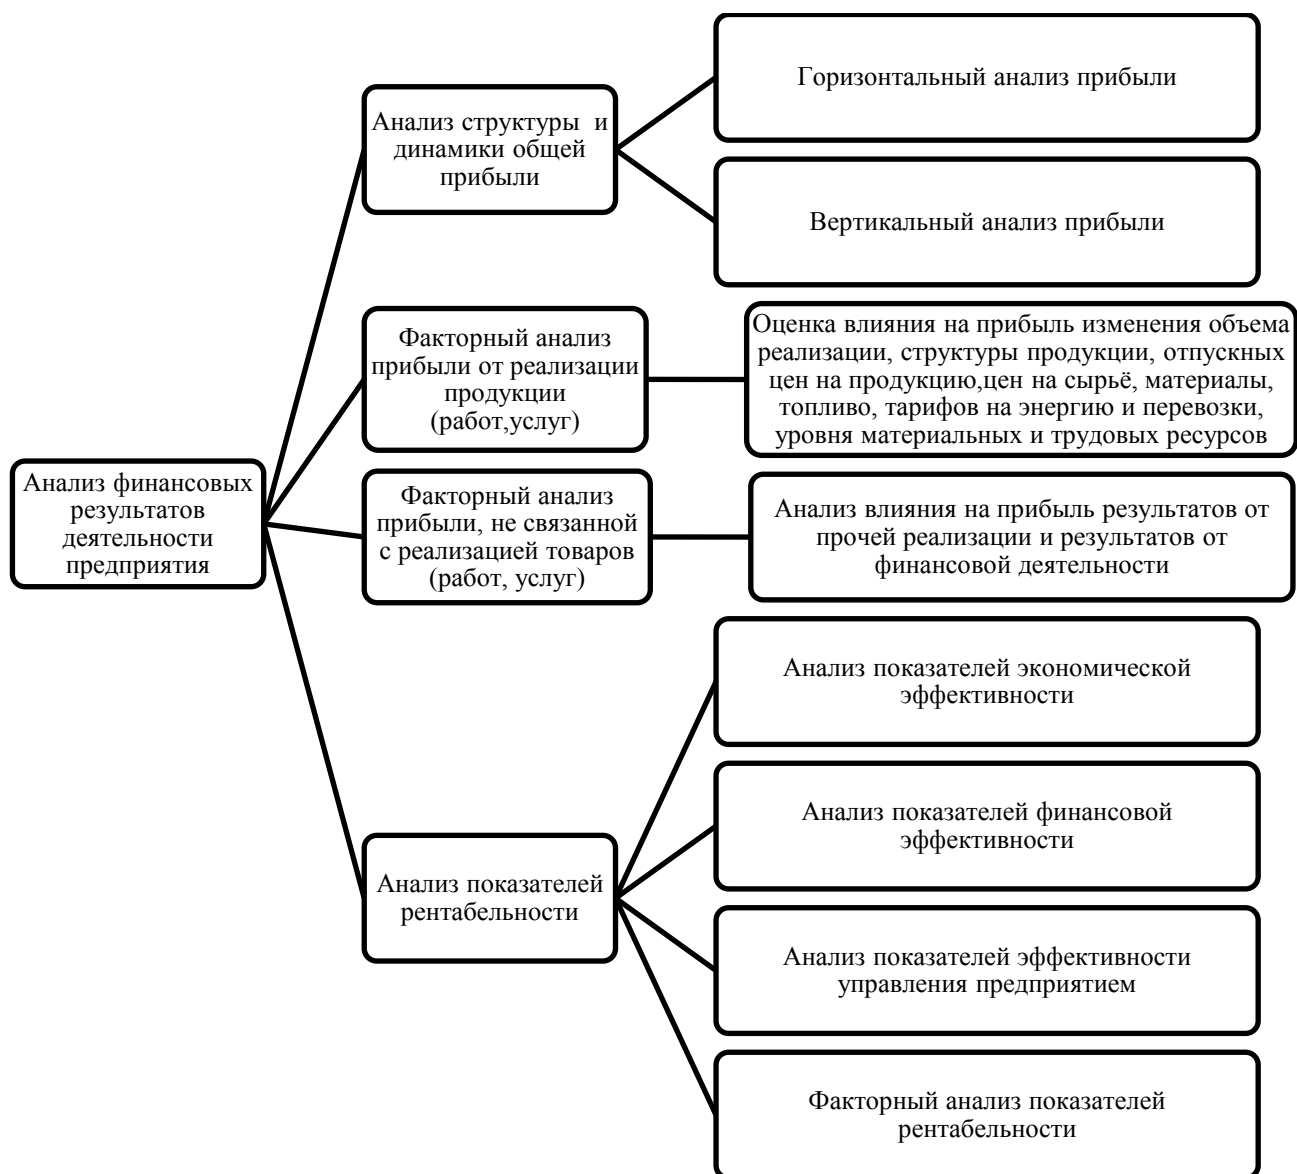 Анализ финансовых
результатов
деятельности
предприятия
Анализ структуры  и
динамики общей
прибыли
Горизонтальный анализ прибыли
Вертикальный анализ прибыли
Факторный анализ
прибыли от реализации
продукции
(работ,услуг)
Оценка влияния на прибыль изменения объема
реализации, структуры продукции, отпускных
цен на продукцию,цен на сырьё, материалы,
топливо, тарифов на энергию и перевозки,
уровня материальных и трудовых ресурсов
Факторный анализ
прибыли, не связанной
с реализацией товаров
(работ, услуг)
Анализ влияния на прибыль результатов от
прочей реализации и результатов от
финансовой деятельности
Анализ показателей
рентабельности
Анализ показателей экономической
эффективности
Анализ показателей финансовой
эффективности
Анализ показателей эффективности
управления предприятием
Факторный анализ показателей
рентабельности